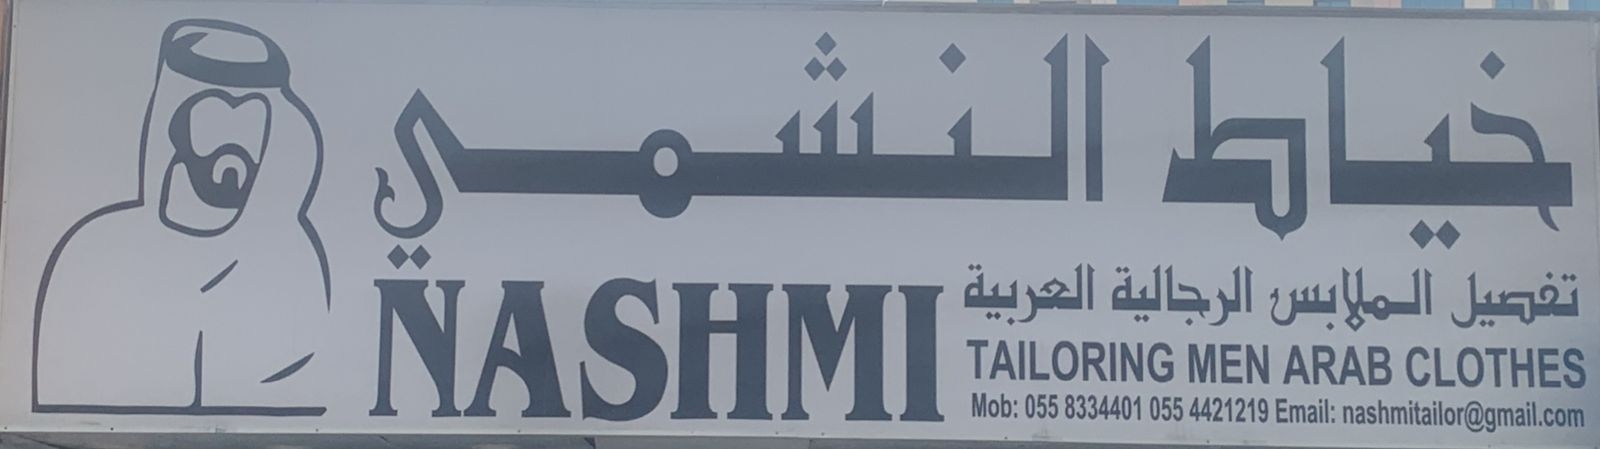 خياط النشمي
NASHMI
تفصيل الملابس الرجالية العربية
TAILORING MEN ARAB CLOTHES
Mob: 055 8334401 055 4421219 Email: nashmitailor@gmail.com